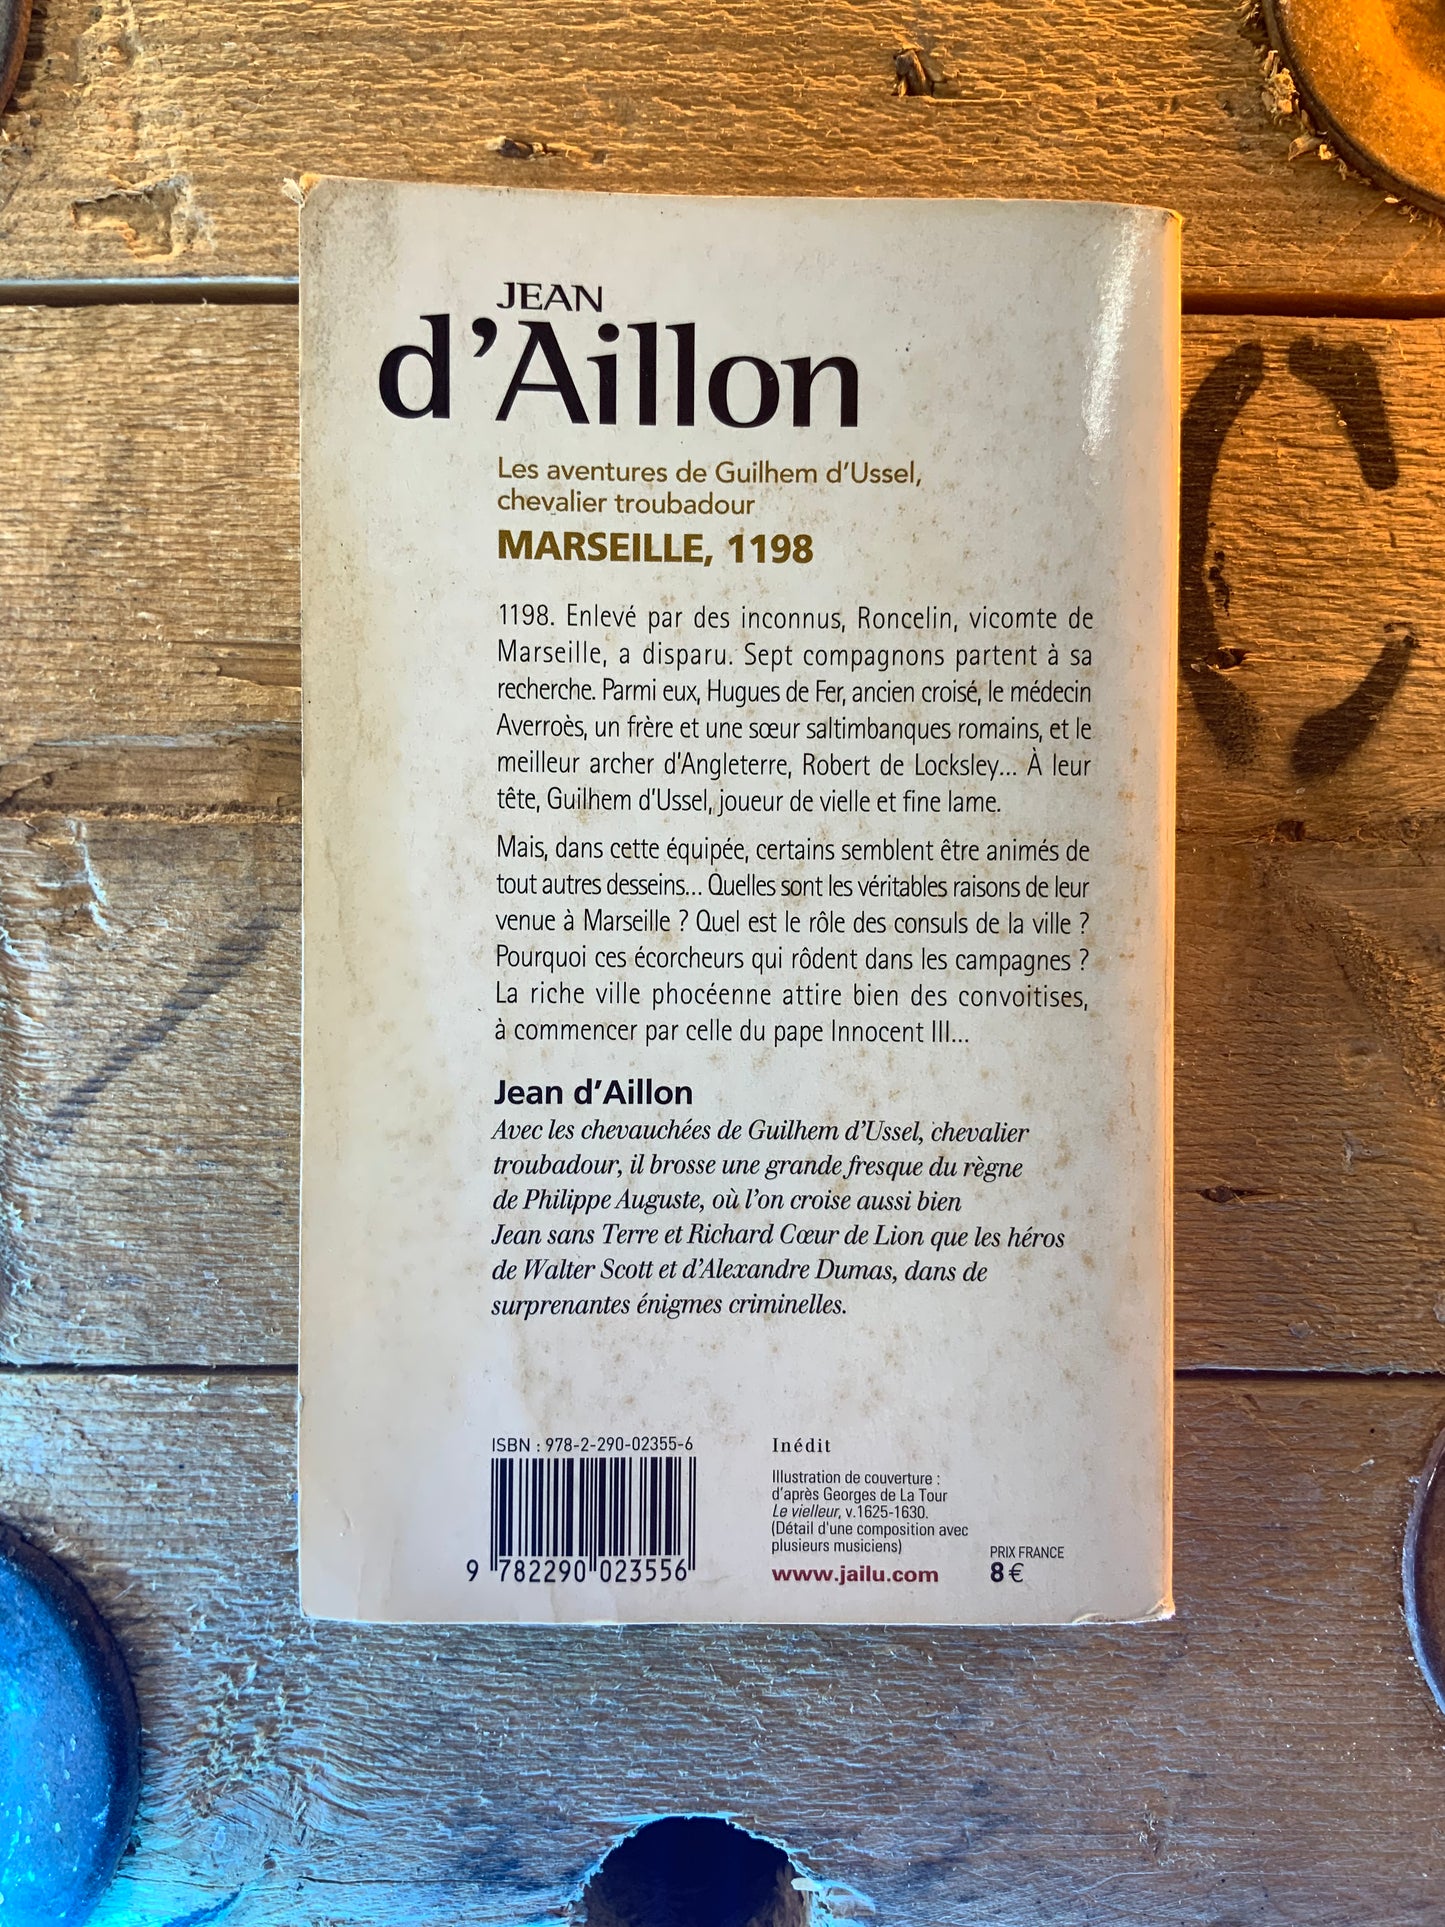 JEAN
d'Aillon
Les aventures de Guilhem d'Ussel,
chevalier troubadour
MARSEILLE, 1198
1198. Enlevé par des inconnus, Roncelin, vicomte de
Marseille, a disparu. Sept compagnons partent à sa
recherche. Parmi eux, Hugues de Fer, ancien croisé, le médecin
Averroès, un frère et une sœur saltimbanques romains, et le
meilleur archer d'Angleterre, Robert de Locksley... À leur
tête, Guilhem d'Ussel, joueur de vielle et fine lame.
Mais, dans cette équipée, certains semblent être animés de
tout autres desseins... Quelles sont les véritables raisons de leur
venue à Marseille ? Quel est le rôle des consuls de la ville ?
Pourquoi ces écorcheurs qui rôdent dans les campagnes ?
La riche ville phocéenne attire bien des convoitises,
à commencer par celle du pape Innocent III...
Jean d'Aillon
Avec les chevauchées de Guilhem d'Ussel, chevalier
troubadour, il brosse une grande fresque du règne
de Philippe Auguste, où l'on croise aussi bien
Jean sans Terre et Richard Cœur de Lion que les héros
de Walter Scott et d'Alexandre Dumas, dans de
surprenantes énigmes criminelles.
ISBN : 978-2-290-02355-6
9 782290 023556
Inédit
Illustration de couverture :
d'après Georges de La Tour
Le vielleur, v.1625-1630.
(Détail d'une composition avec
plusieurs musiciens)
www.jailu.com
PRIX FRANCE
8 €